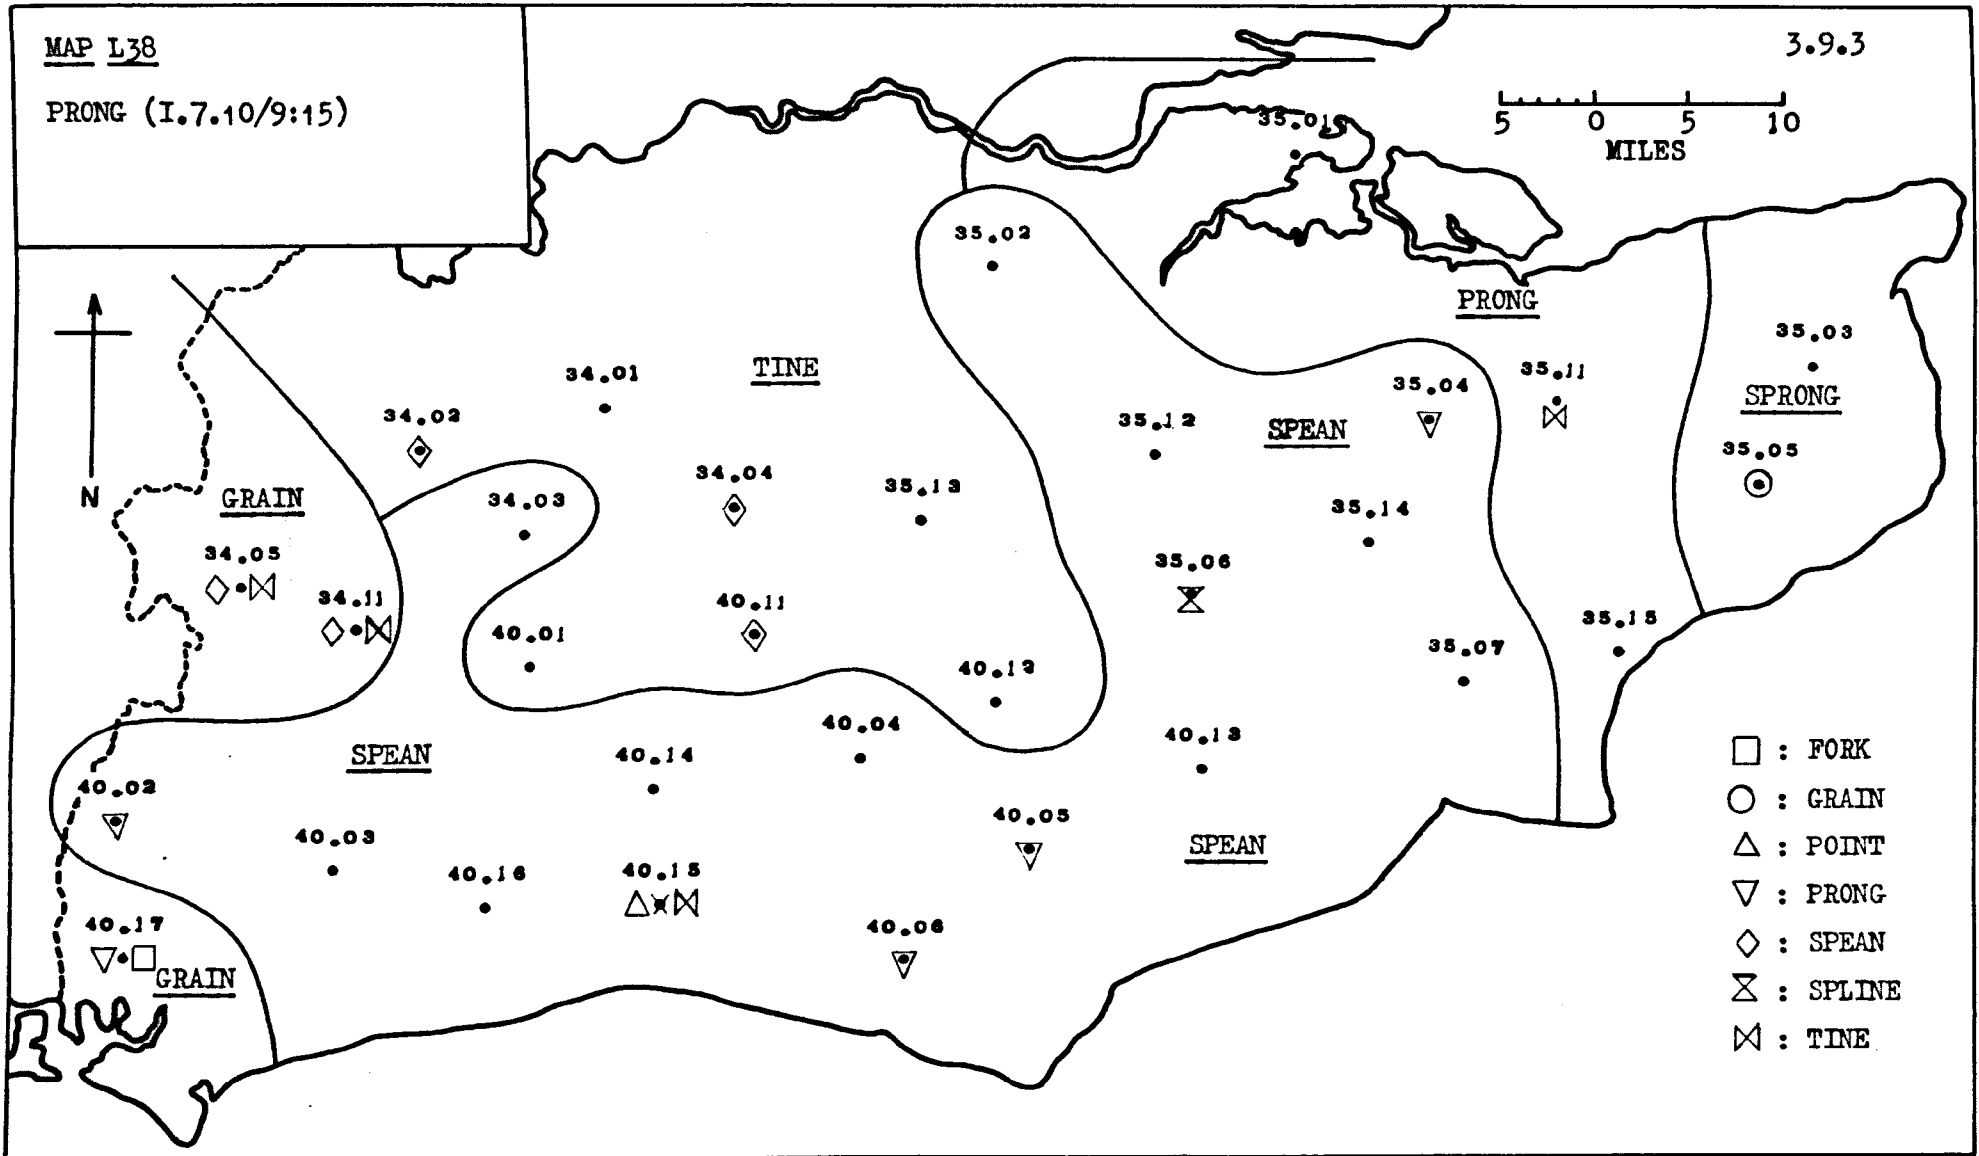 MAP L38
PRONG (I.7.10/9:15)
3.9.3
5 0 5 10
MILES
35.01
35.02
PRONG
35.03
34.01
TINE
35.11
35.04
SPRONG
34.02
35.12
SPEAN
35.05
34.04
35.13
34.03
GRAIN
N
35.14
34.05
35.06
34.11
40.11
40.01
35.15
35.07
40.12
40.04
40.13
SPEAN
40.14
40.02
40.03
40.05
SPEAN
40.16
40.15
40.17
40.06
GRAIN
□ : FORK
○ : GRAIN
△ : POINT
▽ : PRONG
◇ : SPEAN
⧖ : SPLINE
⋈ : TINE